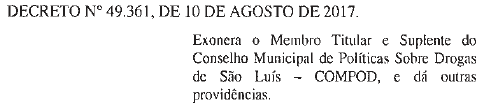 DECRETO Nº 49.361, DE 10 DE AGOSTO DE 2017.
Exonera o Membro Titular e Suplente do
Conselho Municipal de Políticas Sobre Drogas
de São Luís – COMPOD, e dá outras
providências.